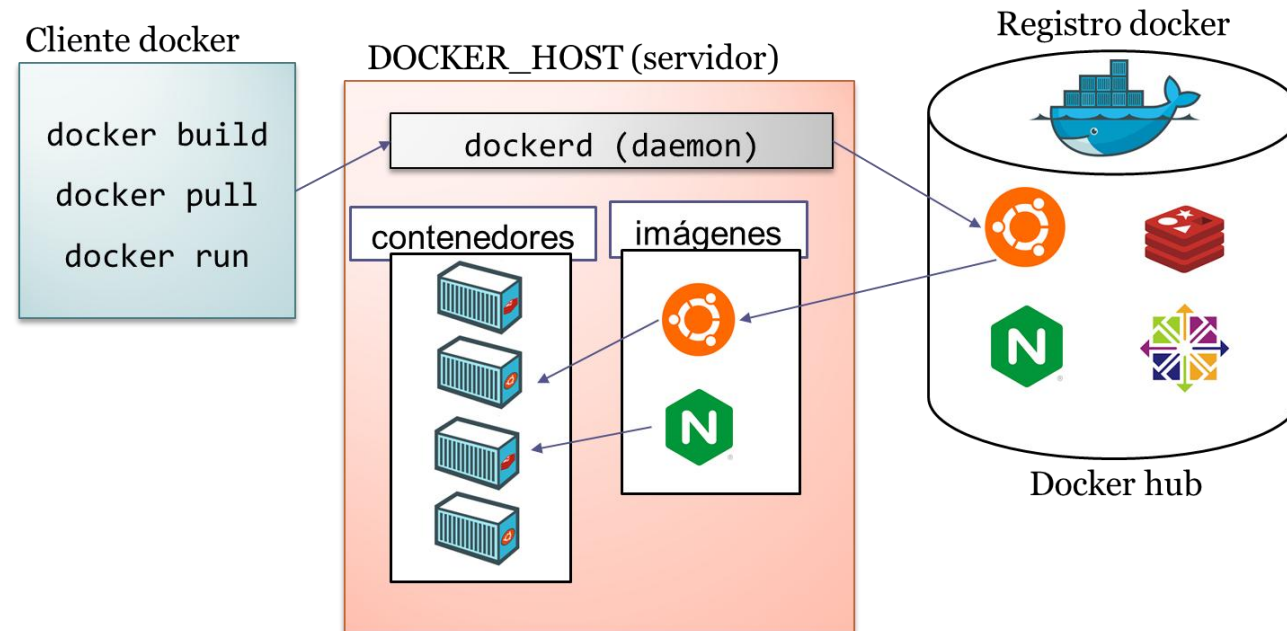 Cliente docker
docker build
docker pull
docker run
DOCKER_HOST (servidor)
dockerd (daemon)
contenedores
imágenes
Registro docker
N
N
®
®
Docker hub